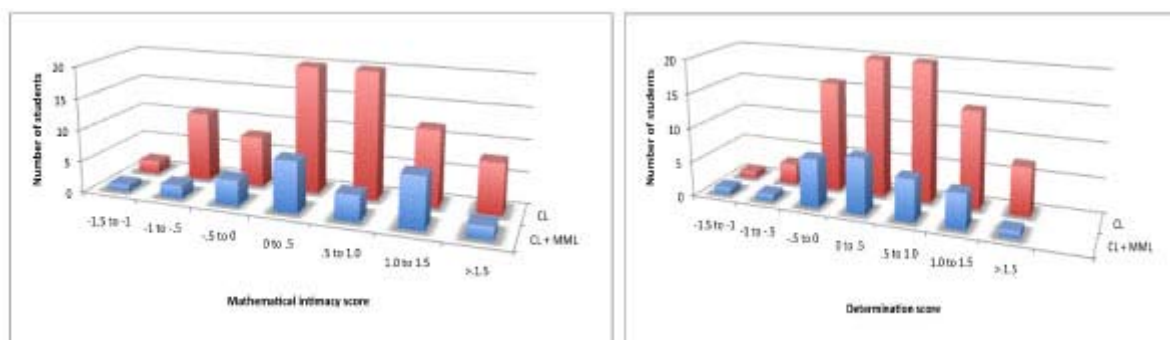 20
15
10
5
0
Number of students
-1.5 to -1
-1 to -.5
-.5 to 0
0 to .5
.5 to 1.0
1.0 to 1.5
>1.5
CL
CL + MML
Mathematical intimacy score
20
15
10
5
0
Number of students
-1.5 to -1
-1 to -.5
-.5 to 0
0 to .5
.5 to 1.0
1.0 to 1.5
>1.5
CL
CL + MML
Determination score